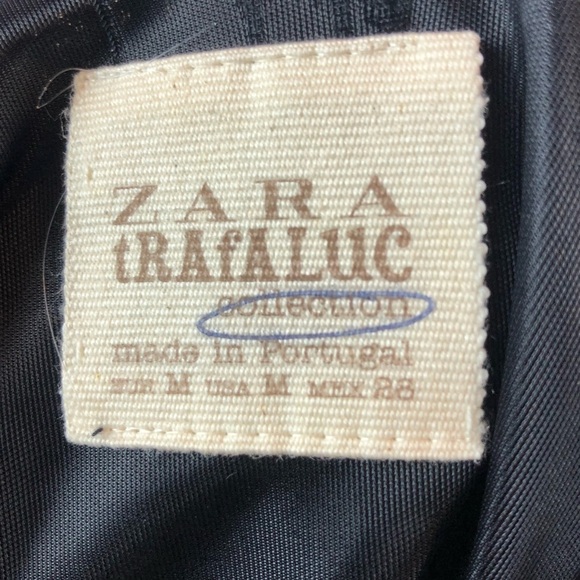 ZARA
tRAfALUC
collection
made in Portugal
EUR M USA M MEX 28